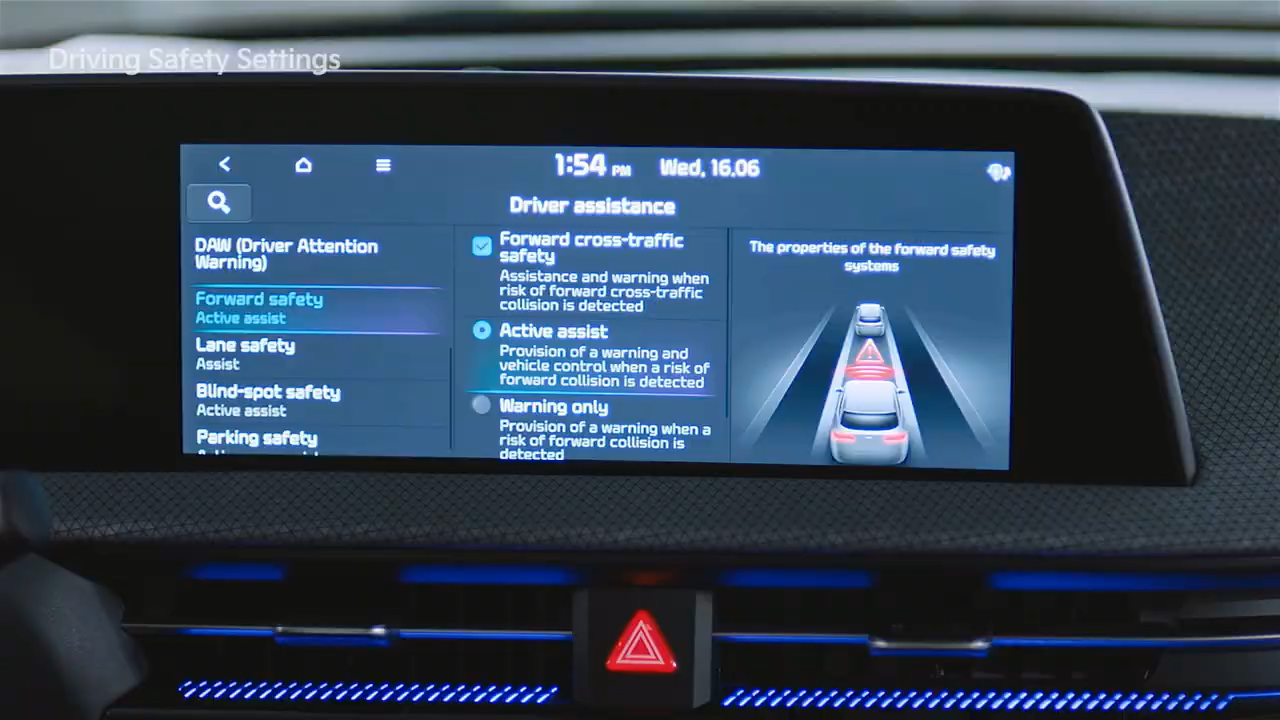 Driving Safety Settings
1:54 PM Wed, 16.06
Driver assistance
DAW (Driver Attention
Warning)
Forward safety
Active assist
Lane safety
Assist
Blind-spot safety
Active assist
Parking safety
Forward cross-traffic
safety
Assistance and warning when
risk of forward cross-traffic
collision is detected
Active assist
Provision of a warning and
vehicle control when a risk of
forward collision is detected
Warning only
Provision of a warning when a
risk of forward collision is
detected
The properties of the forward safety
systems